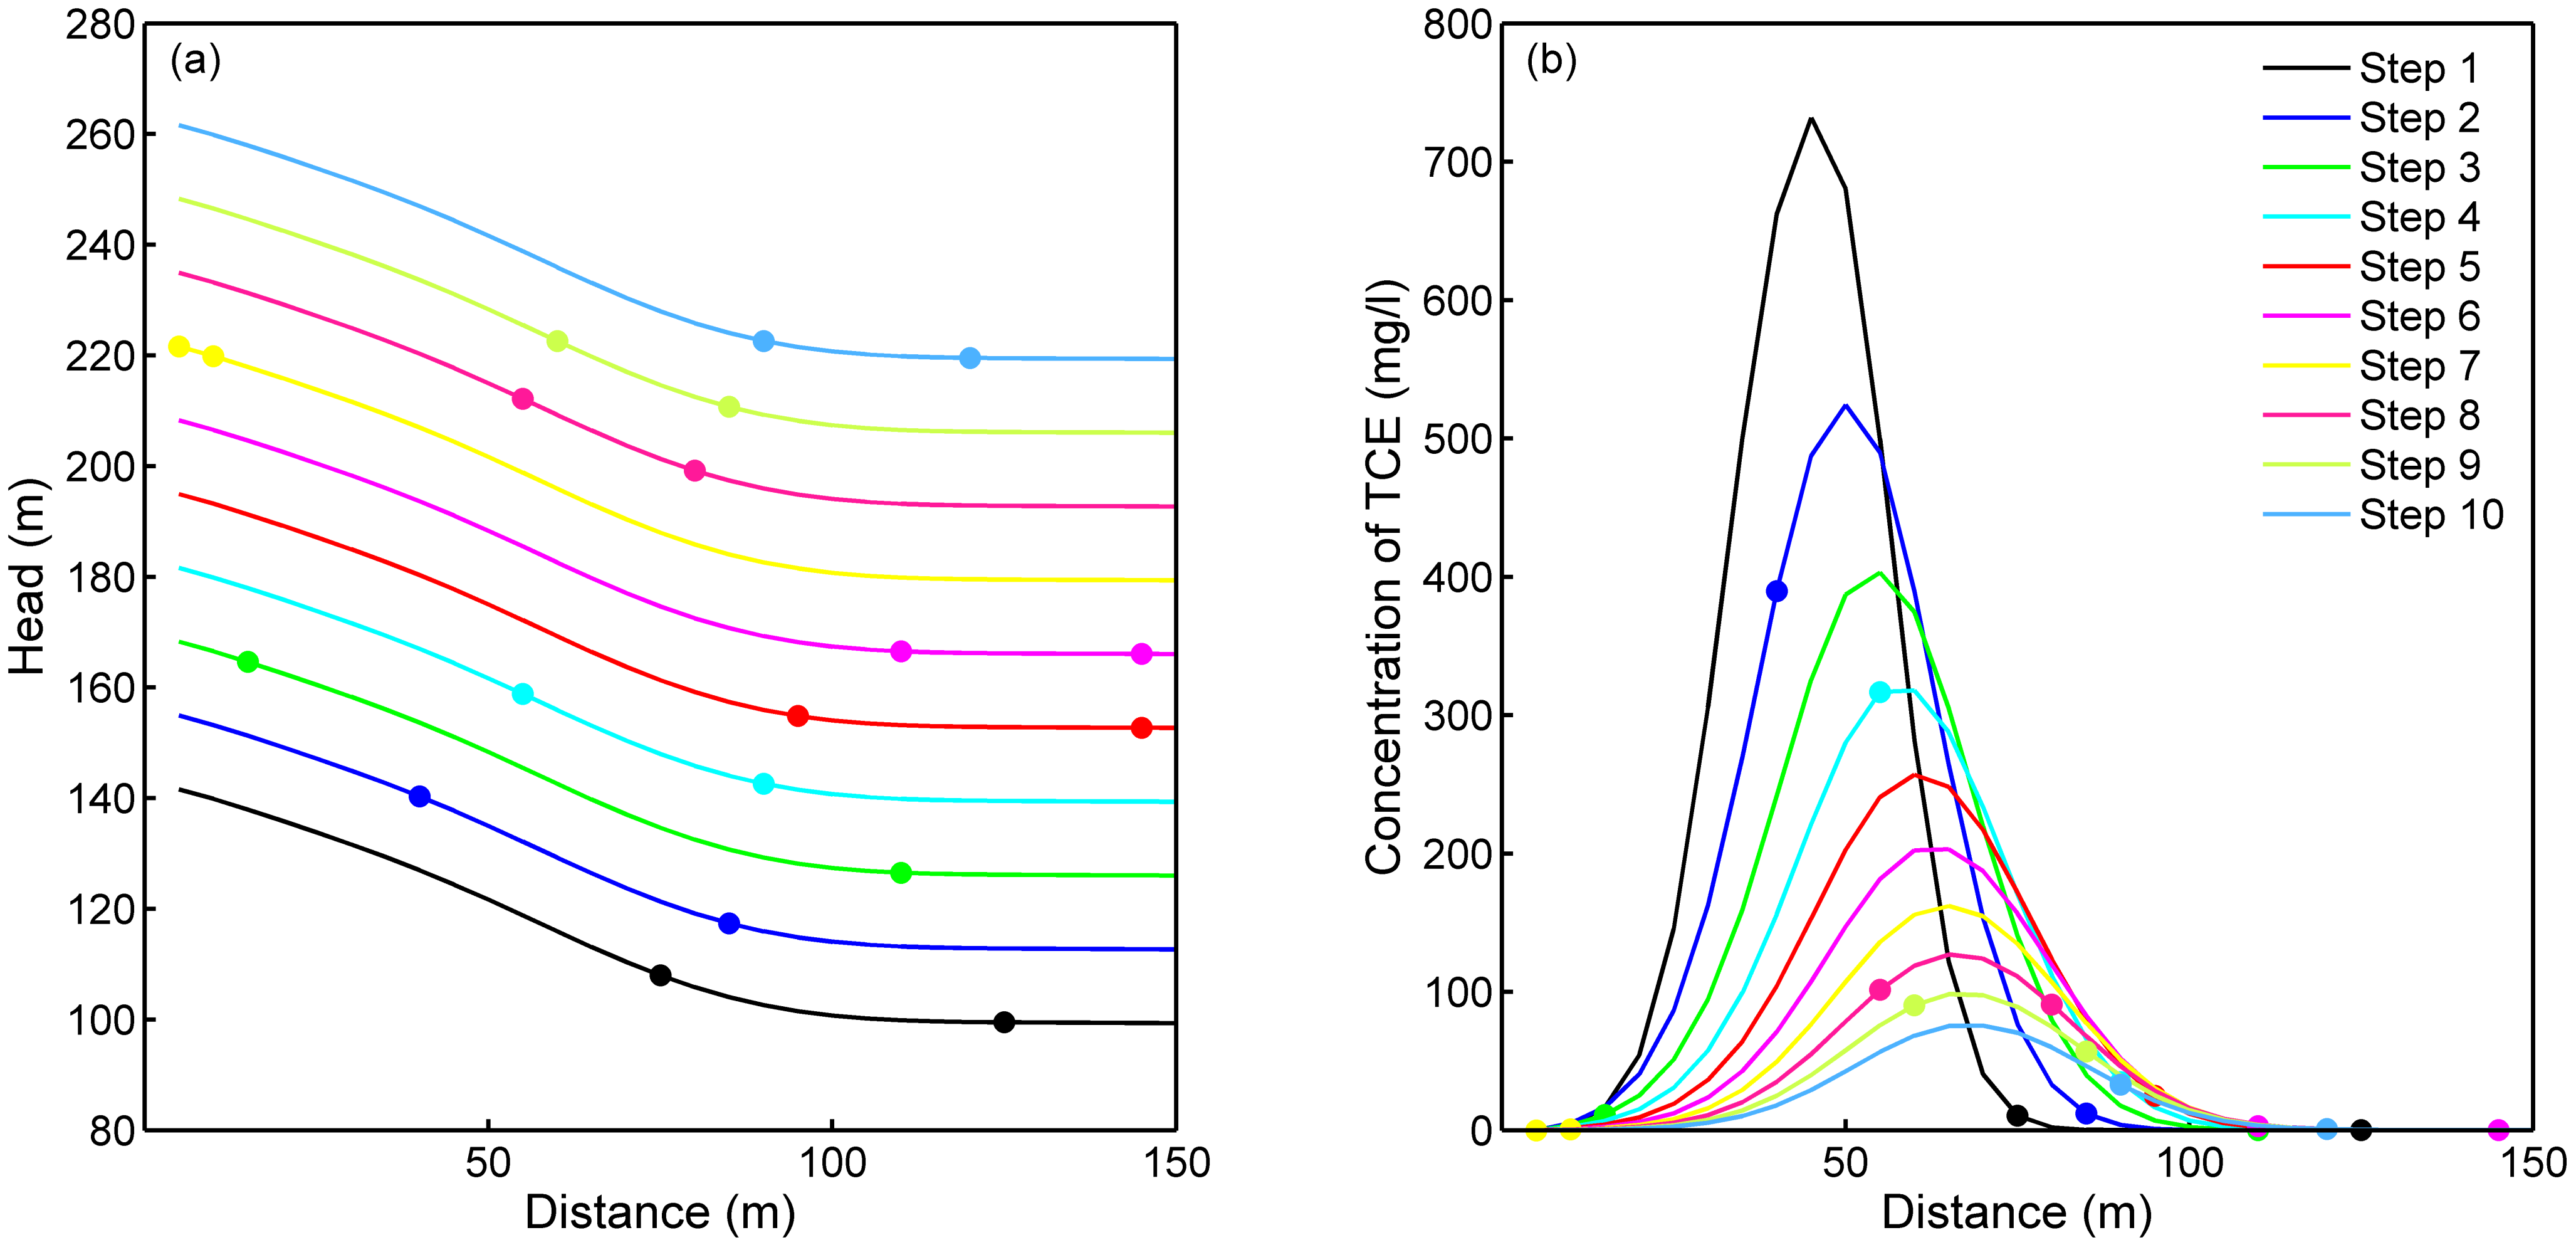 (a)
280
260
240
220
200
180
160
140
120
100
80
Head (m)
50
100
150
Distance (m)
(b)
800
700
600
500
400
300
200
100
0
Concentration of TCE (mg/l)
50
100
150
Distance (m)
Step 1
Step 2
Step 3
Step 4
Step 5
Step 6
Step 7
Step 8
Step 9
Step 10